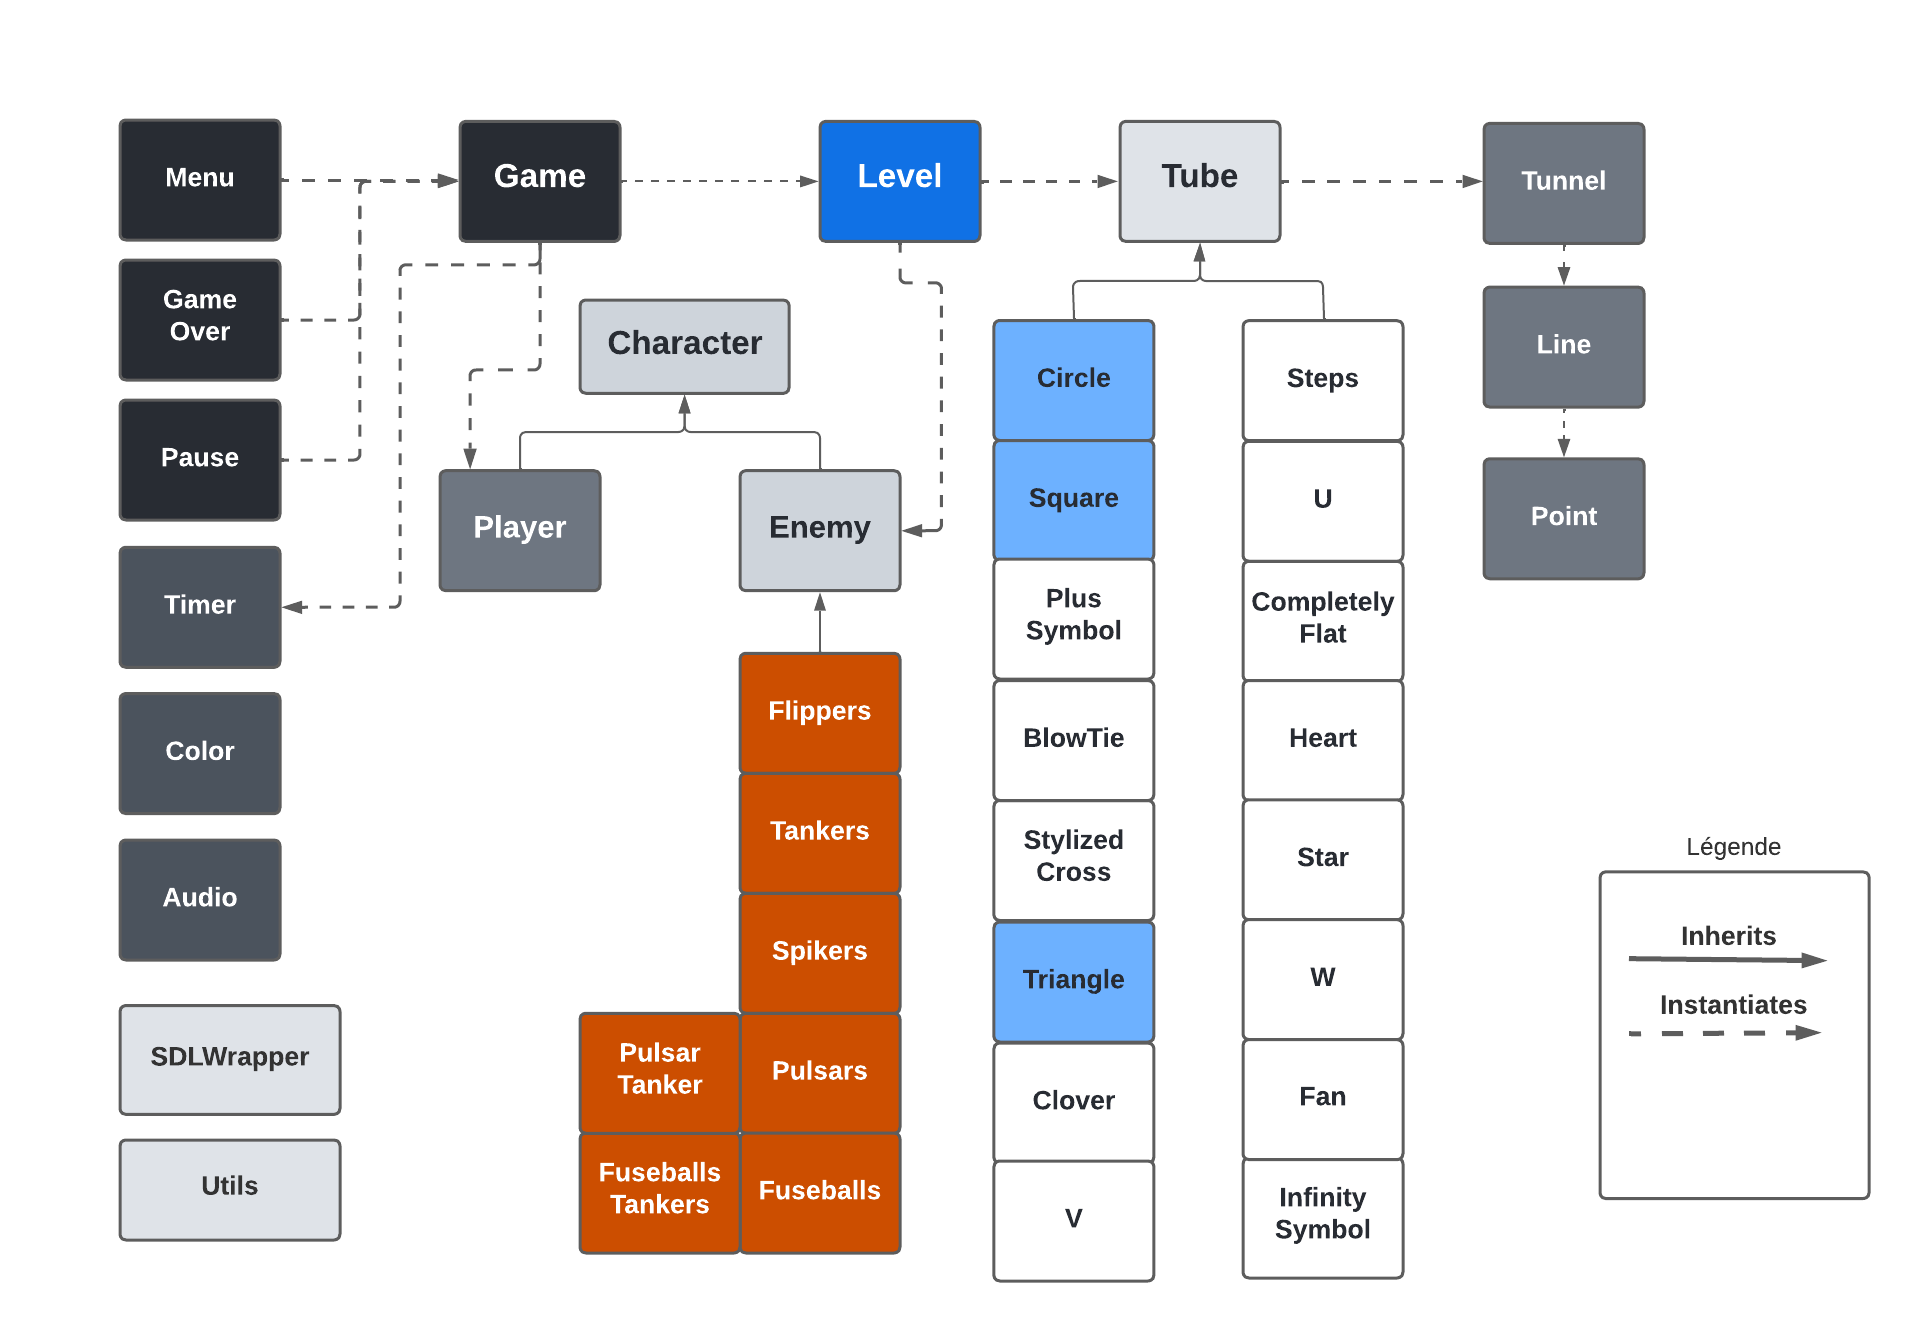 Menu
Game
Level
Tube
Tunnel
Game
Over
Character
Line
Pause
Player
Enemy
Circle
Steps
Square
U
Point
Timer
Plus
Symbol
Completely
Flat
Color
Flippers
BlowTie
Heart
Audio
Tankers
Stylized
Cross
Star
Spikers
Triangle
W
SDLWrapper
Pulsar
Tanker
Pulsars
Clover
Fan
Utils
Fuseballs
Tankers
Fuseballs
V
Infinity
Symbol
Légende
Inherits
Instantiates